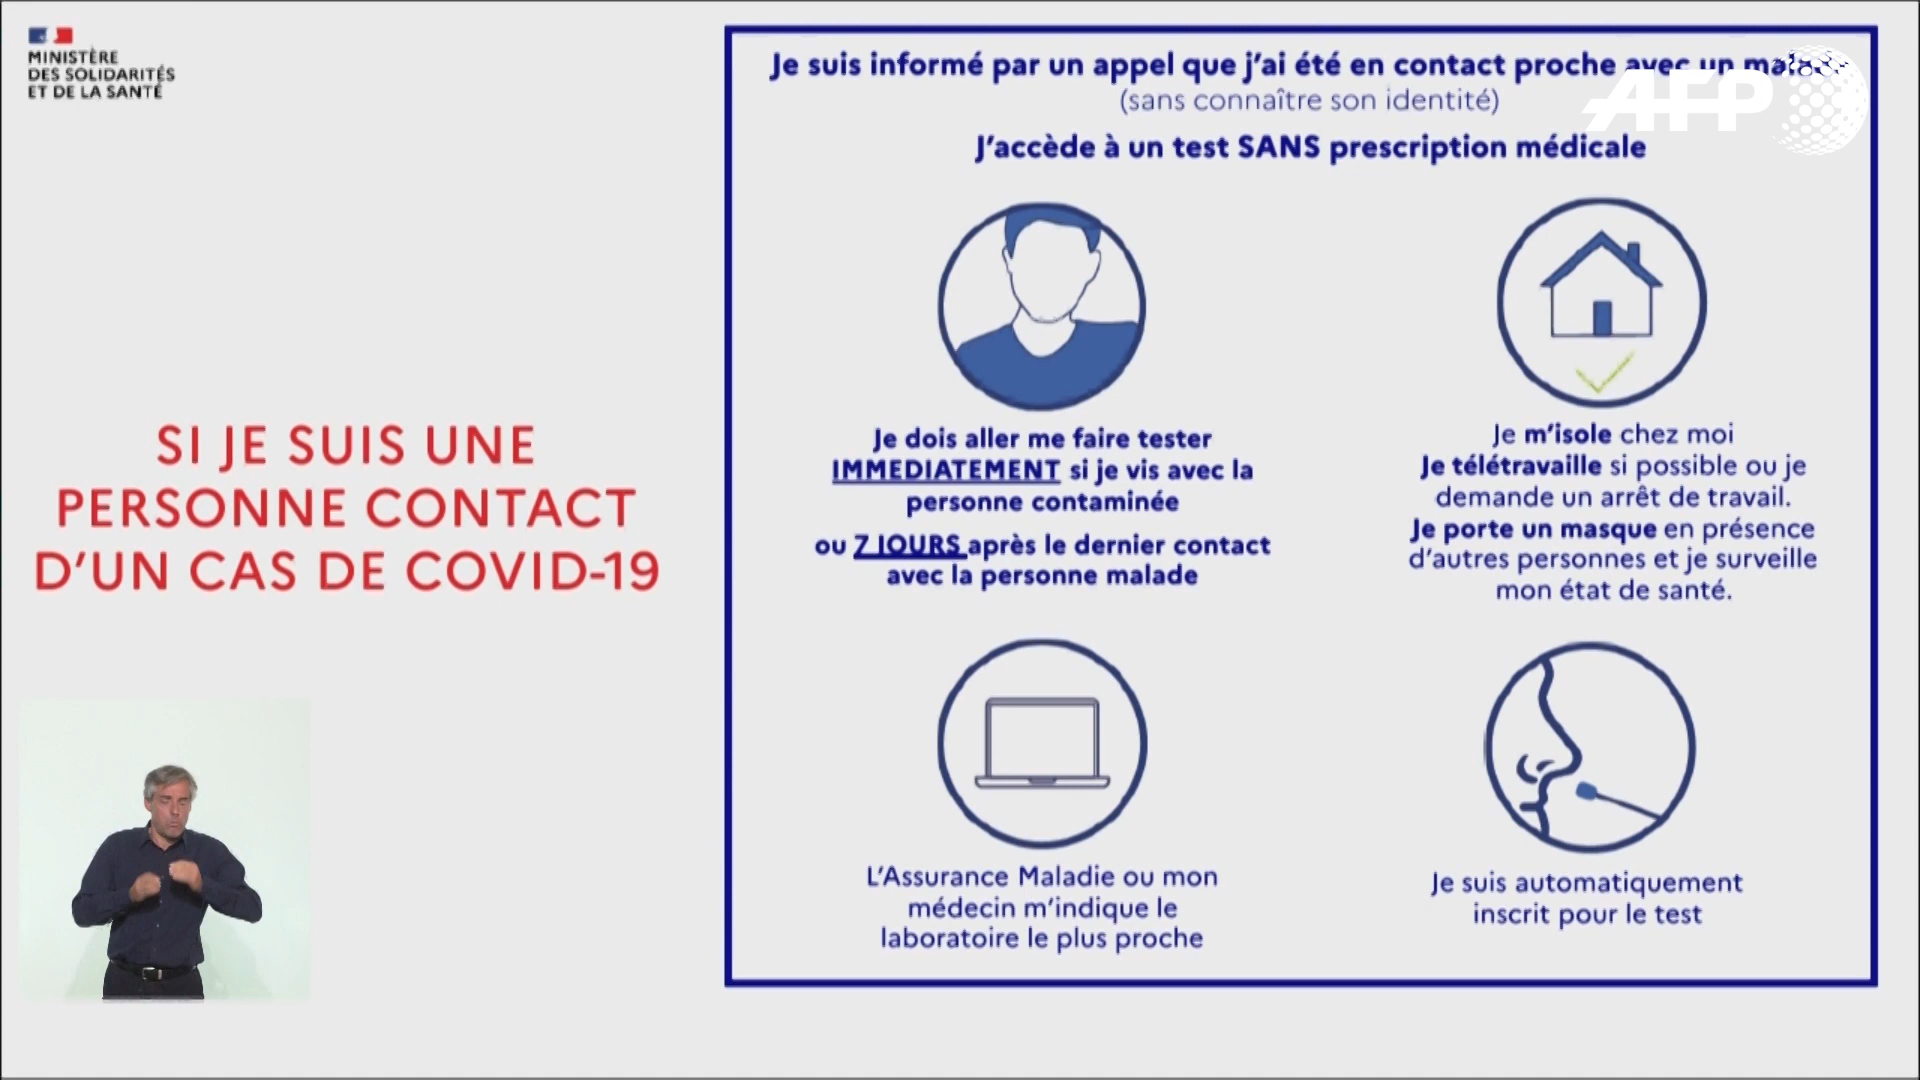 MINISTÈRE
DES SOLIDARITÉS
ET DE LA SANTÉ
SI JE SUIS UNE
PERSONNE CONTACT
D'UN CAS DE COVID-19
Je suis informé par un appel que j'ai été en contact proche avec un
(sans connaître son identité)
AFP
J'accède à un test SANS prescription médicale
Je dois aller me faire tester
IMMEDIATEMENT si je vis avec la
personne contaminée
ou 7 JOURS après le dernier contact
avec la personne malade
Je m'isole chez moi
Je télétravaille si possible ou je
demande un arrêt de travail.
Je porte un masque en présence
d'autres personnes et je surveille
mon état de santé.
L'Assurance Maladie ou mon
médecin m'indique le
laboratoire le plus proche
Je suis automatiquement
inscrit pour le test